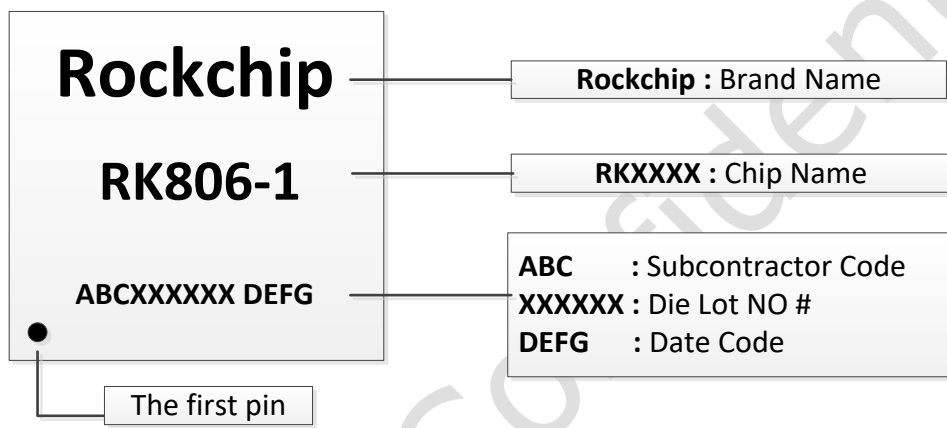 Rockchip
Rockchip : Brand Name
RK806-1
RKXXXX : Chip Name
ABCXXXXXX DEFG
ABC : Subcontractor Code
XXXXXX : Die Lot NO #
DEFG : Date Code
The first pin